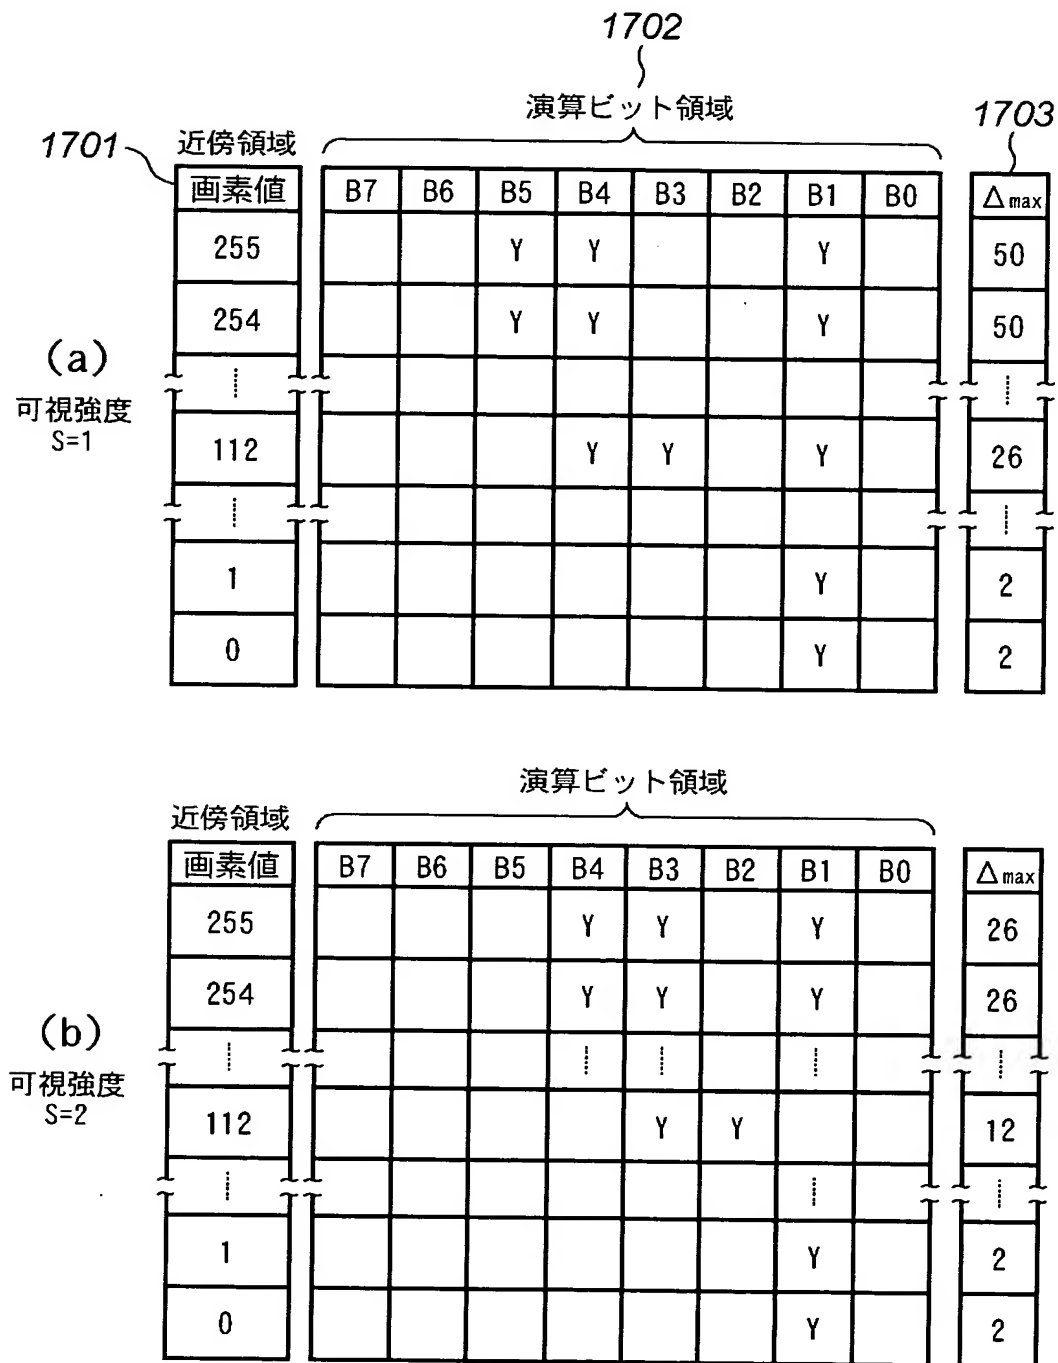 1702
演算ビット領域
1703
1701
近傍領域
画素値 B7 B6 B5 B4 B3 B2 B1 B0 Δmax
255 Y Y Y 50
254 Y Y Y 50
(a)
可視強度
S=1
112 Y Y Y 26
1 Y 2
0 Y 2
演算ビット領域
近傍領域
画素値 B7 B6 B5 B4 B3 B2 B1 B0 Δmax
255 Y Y Y 26
254 Y Y Y 26
(b)
可視強度
S=2
112 Y Y 12
1 Y 2
0 Y 2